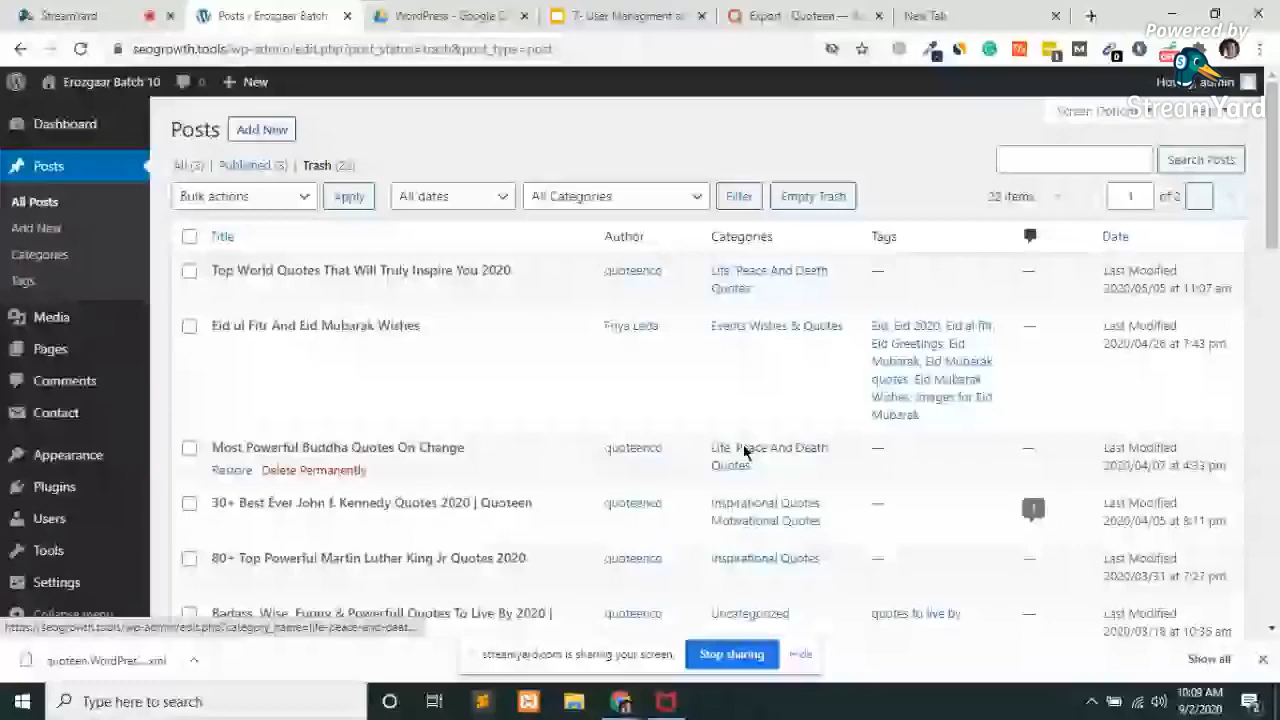 StreamYard
Posts ‹ Erozgaar Batch
WordPress - Google D
7- User Managment a
Export ‹ Quoteen —
New Tab
seogrowth.tools/wp-admin/edit.php?post_status=trash&post_type=post
Powered by
StreamYard
Erozgaar Batch 10
0
New
admin
Dashboard
Posts
All Posts
Add New
Categories
Tags
Media
Pages
Comments
Contact
Appearance
Plugins
Users
Tools
Settings
Collapse menu
Posts
Add New
Screen Options
All (3) | Published (3) | Trash (22)
Search Posts
Bulk actions
Apply
All dates
All Categories
Filter
Empty Trash
22 items
1
of 2
Title
Author
Categories
Tags
Date
Top World Quotes That Will Truly Inspire You 2020
quoteenco
Life, Peace And Death
Quotes
—
—
Last Modified
2020/05/05 at 11:07 am
Eid ul Fitr And Eid Mubarak Wishes
Priya Leda
Events Wishes & Quotes
Eid, Eid 2020, Eid al fitr,
Eid Greetings, Eid
Mubarak, Eid Mubarak
quotes, Eid Mubarak
Wishes, images for Eid
Mubarak
—
Last Modified
2020/04/26 at 7:43 pm
Most Powerful Buddha Quotes On Change
Restore
Delete Permanently
quoteenco
Life, Peace And Death
Quotes
—
—
Last Modified
2020/04/07 at 4:33 pm
30+ Best Ever John f. Kennedy Quotes 2020 | Quoteen
quoteenco
Inspirational Quotes
Motivational Quotes
—
1
Last Modified
2020/04/05 at 8:11 pm
80+ Top Powerful Martin Luther King Jr Quotes 2020
quoteenco
Inspirational Quotes
—
—
Last Modified
2020/03/31 at 7:27 pm
Badass, Wise, Funny & Powerfull Quotes To Live By 2020 |
quoteenco
Uncategorized
quotes to live by
—
Last Modified
2020/03/18 at 10:35 am
https://seogrowth.tools/wp-admin/edit.php?category_name=life-peace-and-deat...
quoteen.WordPres....xml
streamyard.com is sharing your screen.
Stop sharing
Hide
Show all
Type here to search
10:09 AM
9/2/2020
2